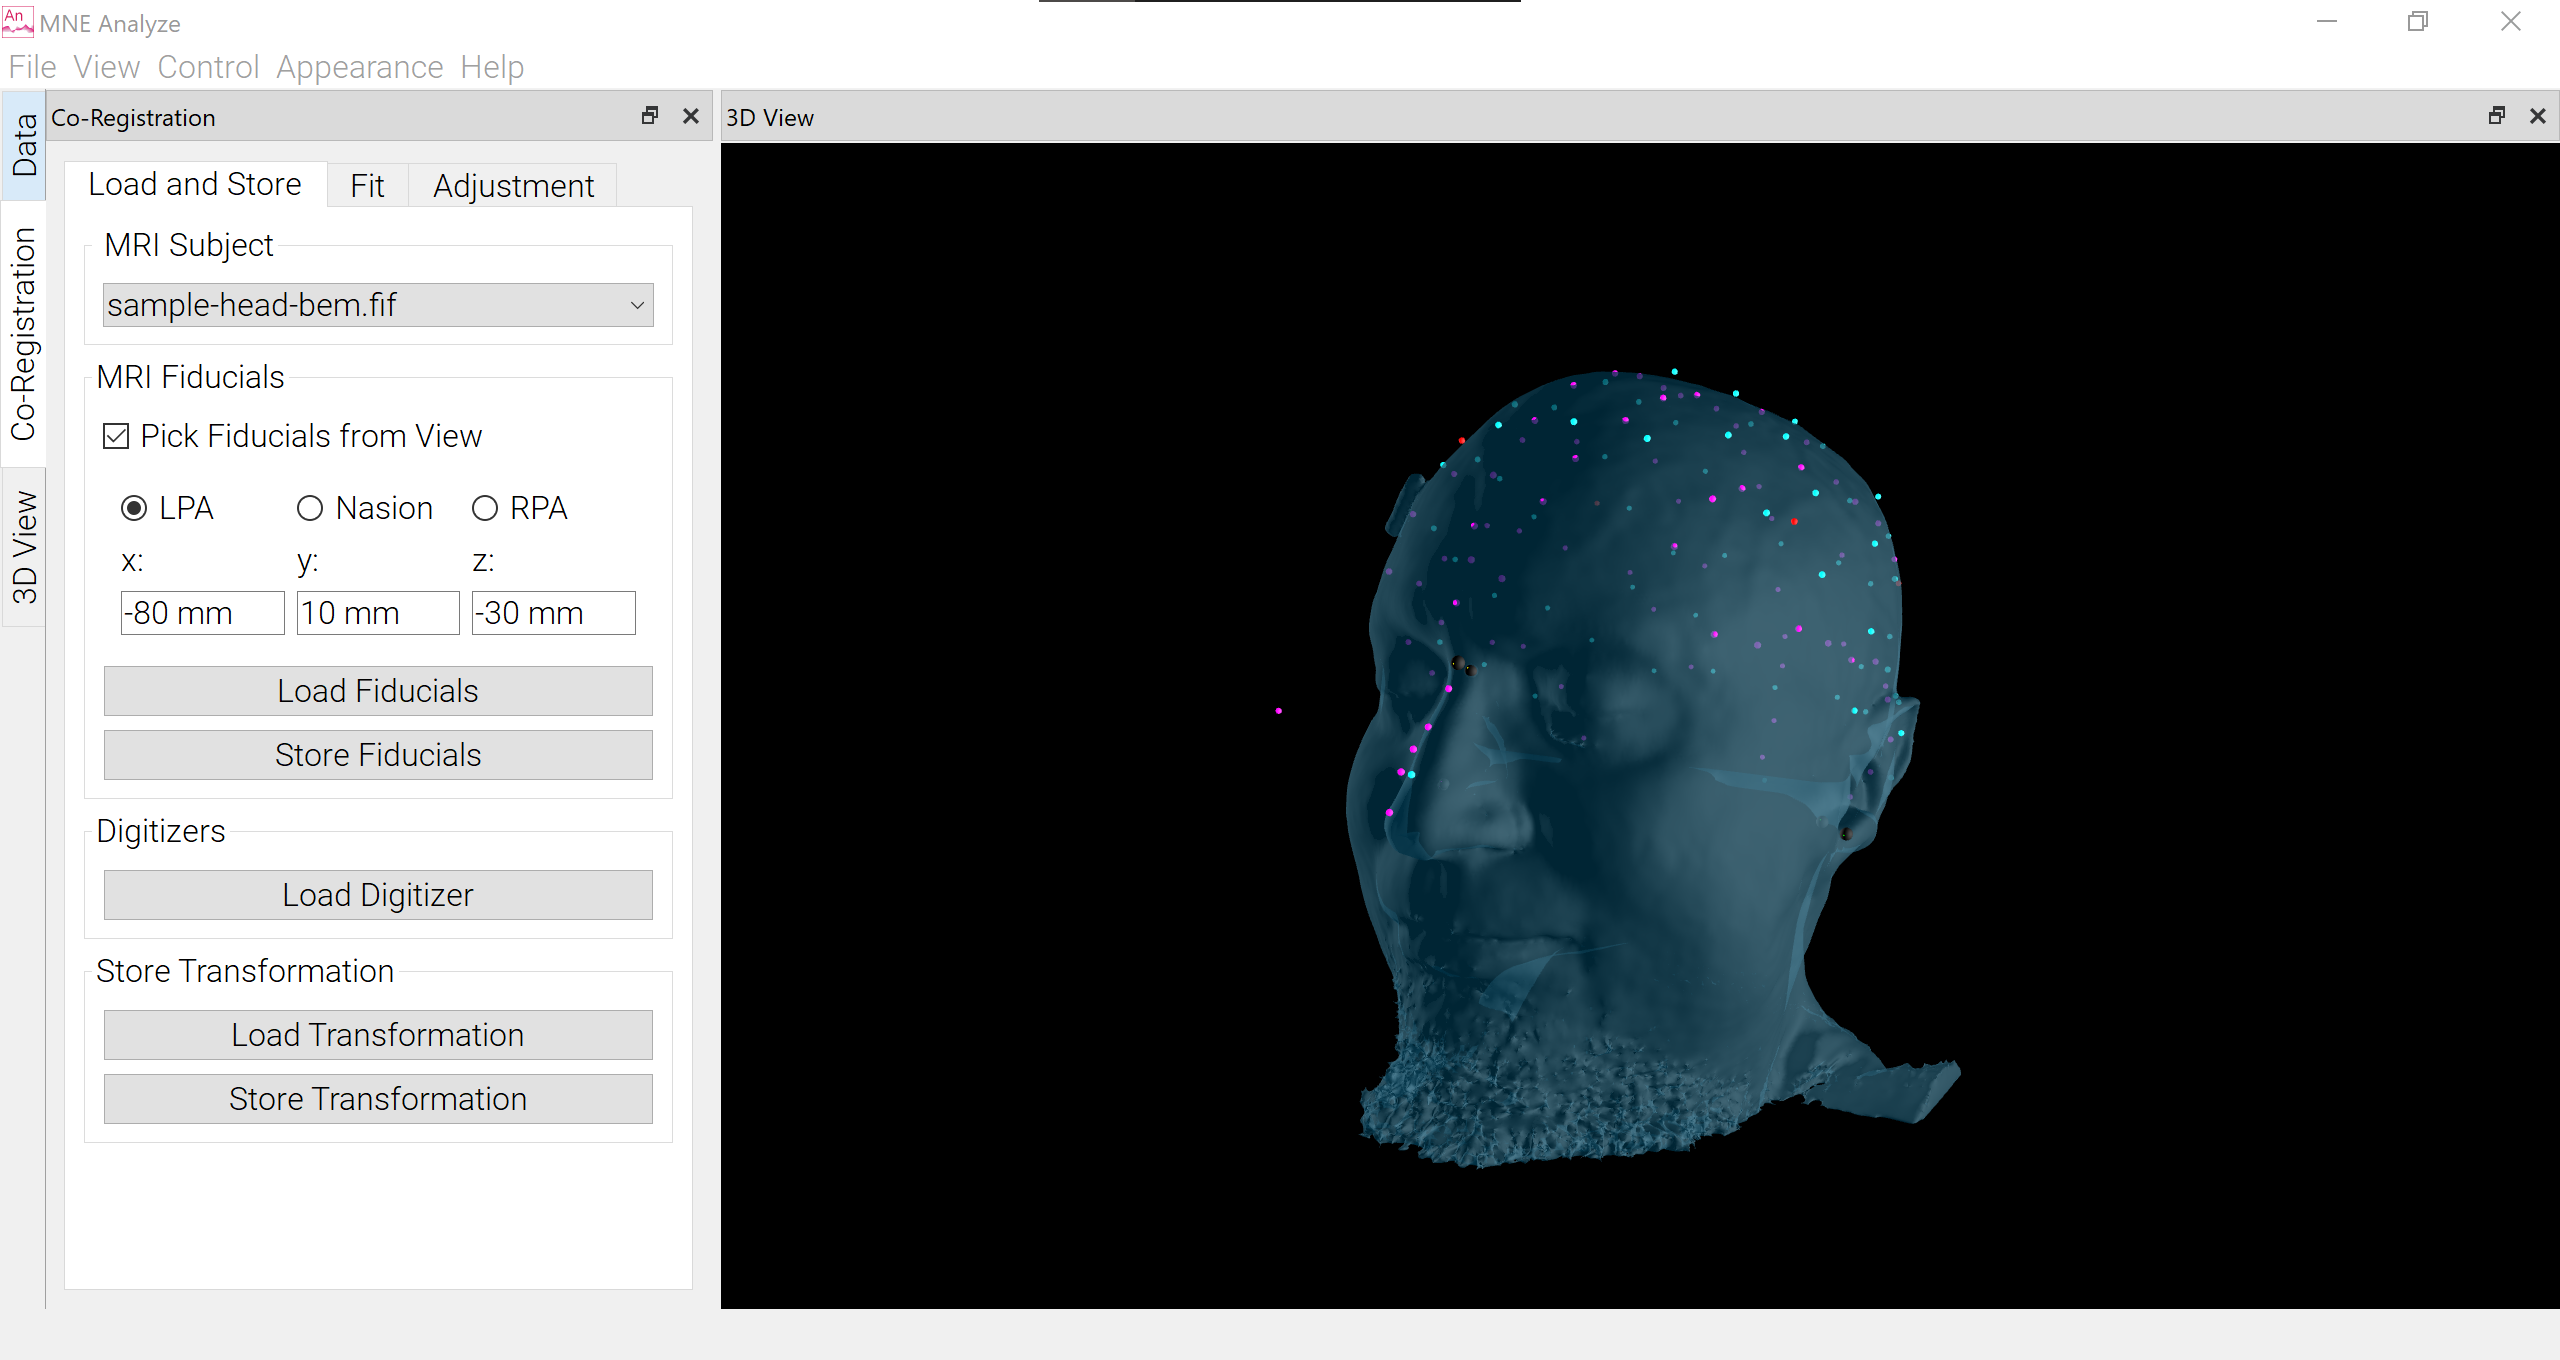 An
MNE Analyze
File View Control Appearance Help
Data
Co-Registration
3D View
Co-Registration
Load and Store Fit Adjustment
MRI Subject
sample-head-bem.fif
MRI Fiducials
Pick Fiducials from View
LPA Nasion RPA
x: y: z:
-80 mm 10 mm -30 mm
Load Fiducials
Store Fiducials
Digitizers
Load Digitizer
Store Transformation
Load Transformation
Store Transformation
3D View